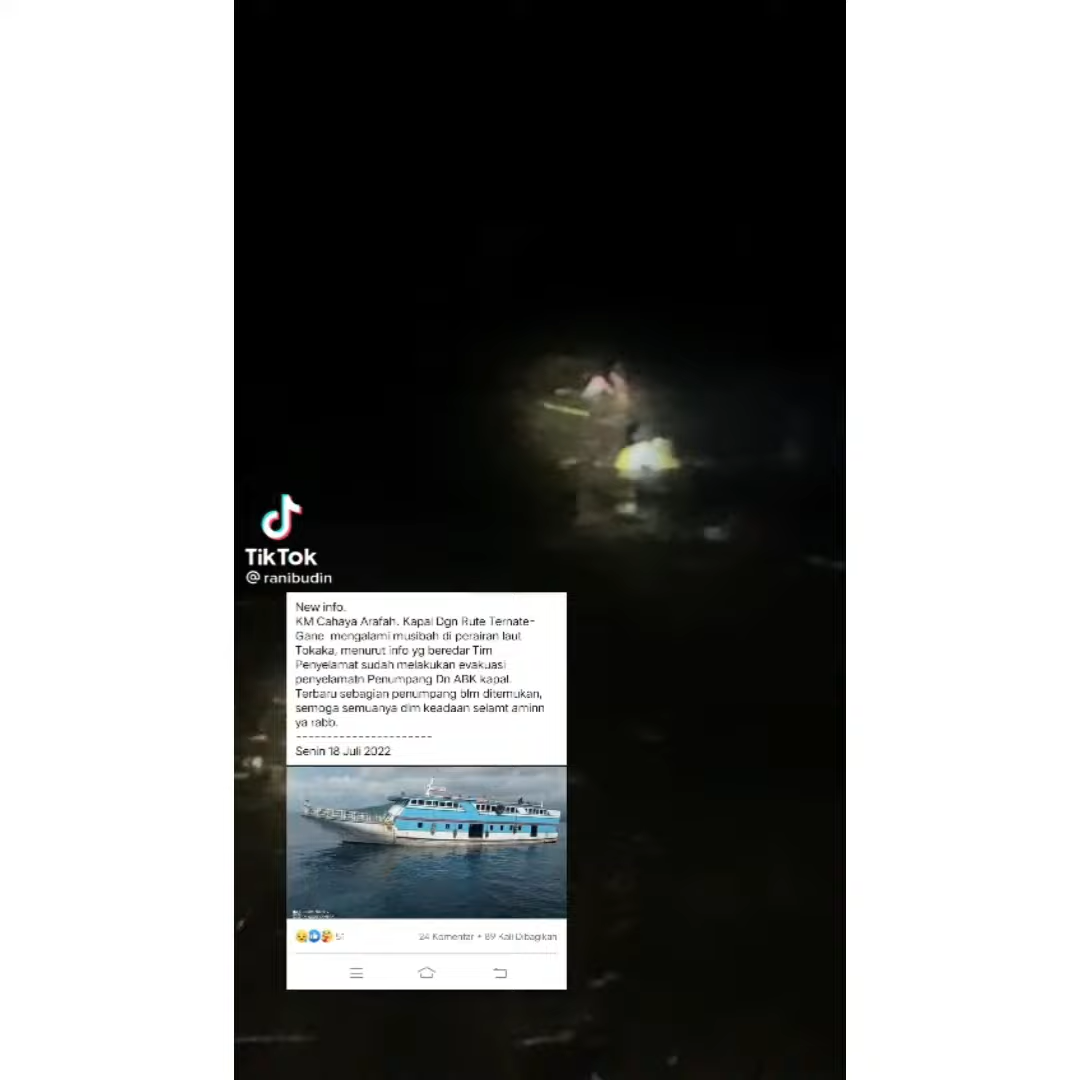 TikTok
@ranibudin
New info.
KM Cahaya Arafah. Kapal Dgn Rute Ternate-
Gane mengalami musibah di perairan laut
Tokaka, menurut info yg beredar Tim
Penyelamat sudah melakukan evakuasi
penyelamatn Penumpang Dn ABK kapal.
Terbaru sebagian penumpang blm ditemukan,
semoga semuanya dlm keadaan selamt aminn
ya rabb.
----------------------
Senin 18 Juli 2022
51
24 Komentar • 89 Kali Dibagikan